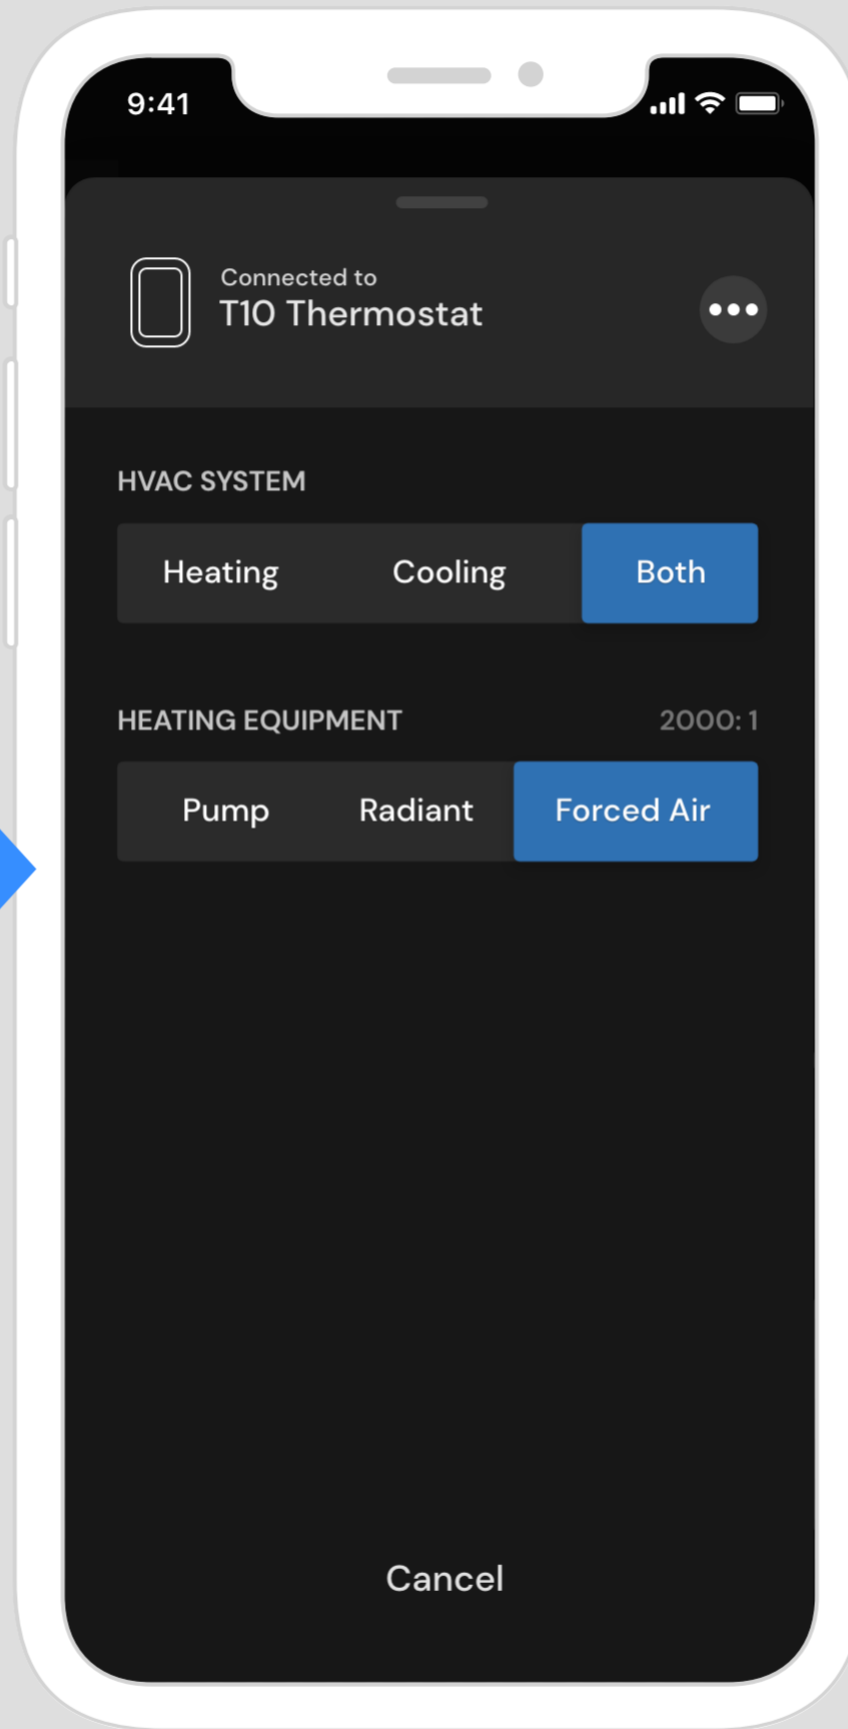 9:41
Connected to
T10 Thermostat
HVAC SYSTEM
Heating Cooling Both
HEATING EQUIPMENT 2000: 1
Pump Radiant Forced Air
Cancel